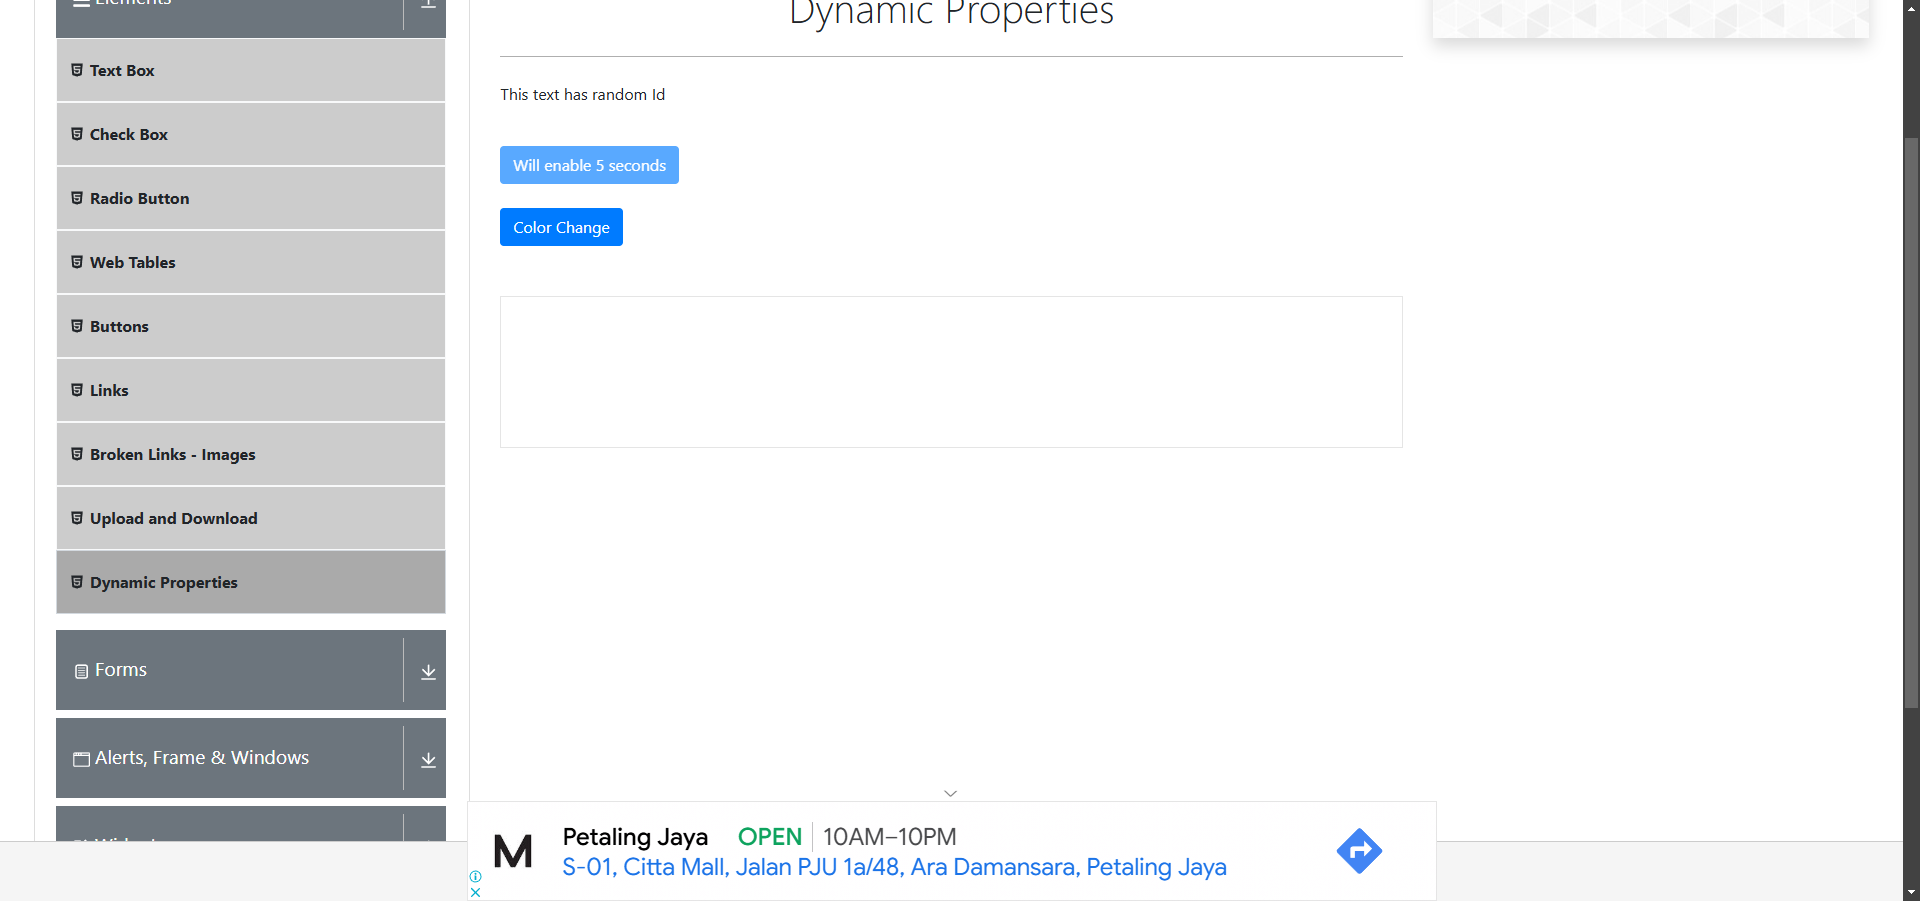 Elements
Text Box
Check Box
Radio Button
Web Tables
Buttons
Links
Broken Links - Images
Upload and Download
Dynamic Properties
Forms
Alerts, Frame & Windows
Dynamic Properties
This text has random Id
Will enable 5 seconds
Color Change
M
Petaling Jaya OPEN 10AM–10PM
S-01, Citta Mall, Jalan PJU 1a/48, Ara Damansara, Petaling Jaya